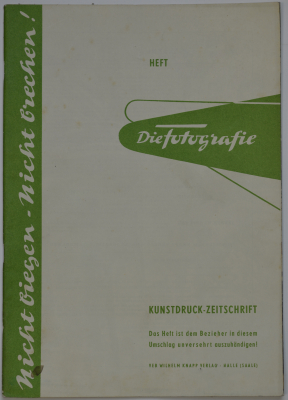 Nicht biegen - Nicht brechen!
HEFT
Die Fotografie
KUNSTDRUCK-ZEITSCHRIFT
Das Heft ist dem Bezieher in diesem
Umschlag unversehrt auszuhändigen!
VEB WILHELM KNAPP VERLAG · HALLE (SAALE)